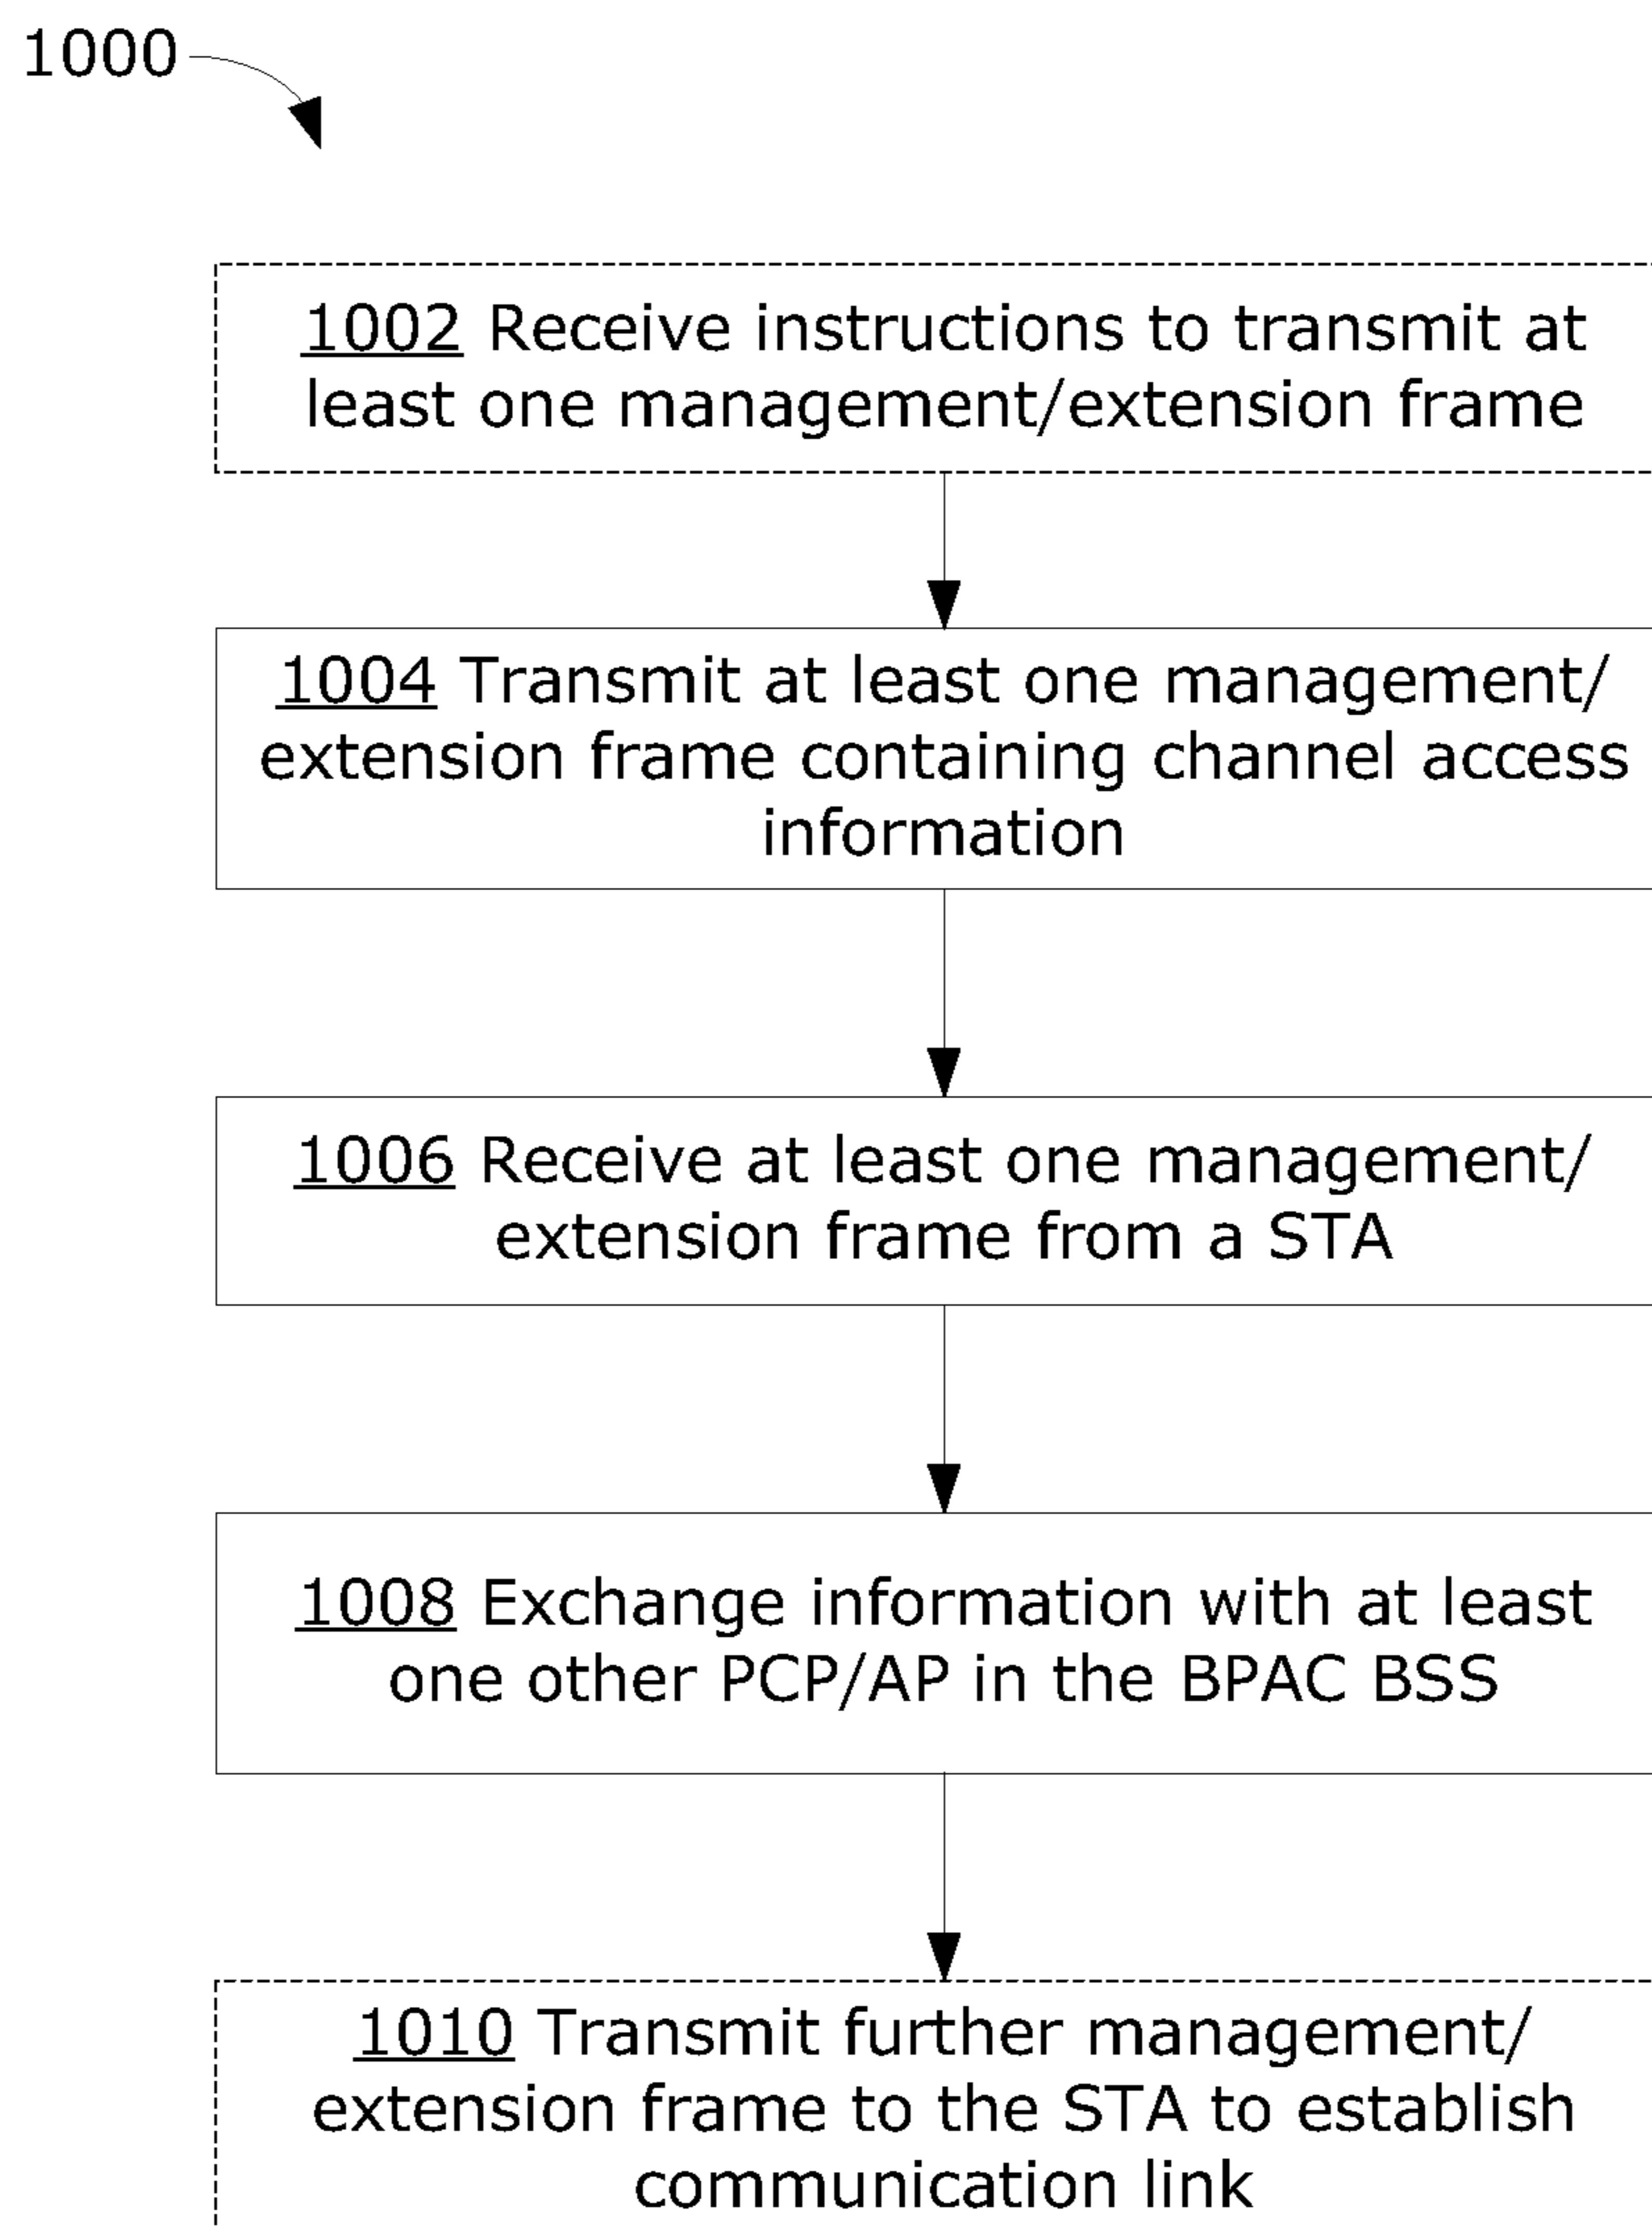 1000
1002 Receive instructions to transmit at
least one management/extension frame
1004 Transmit at least one management/
extension frame containing channel access
information
1006 Receive at least one management/
extension frame from a STA
1008 Exchange information with at least
one other PCP/AP in the BPAC BSS
1010 Transmit further management/
extension frame to the STA to establish
communication link